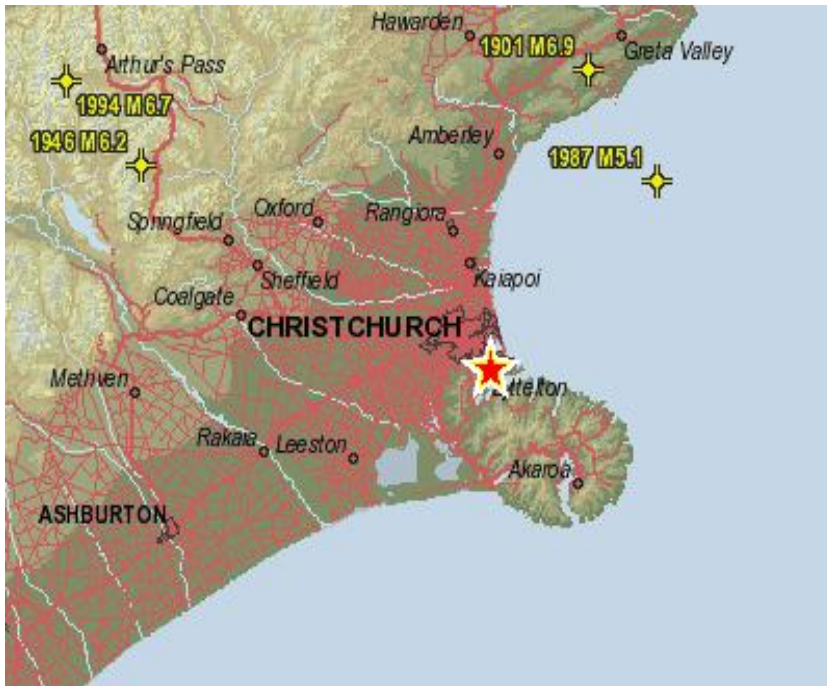 Hawarden
1901 M6.9
Greta Valley
Arthur's Pass
1994 M6.7
1946 M6.2
Amberley
1987 M5.1
Oxford
Rangiora
Springfield
Sheffield
Kaiapoi
Coalgate
CHRISTCHURCH
Methven
Lyttelton
Rakaia
Leeston
Akaroa
ASHBURTON